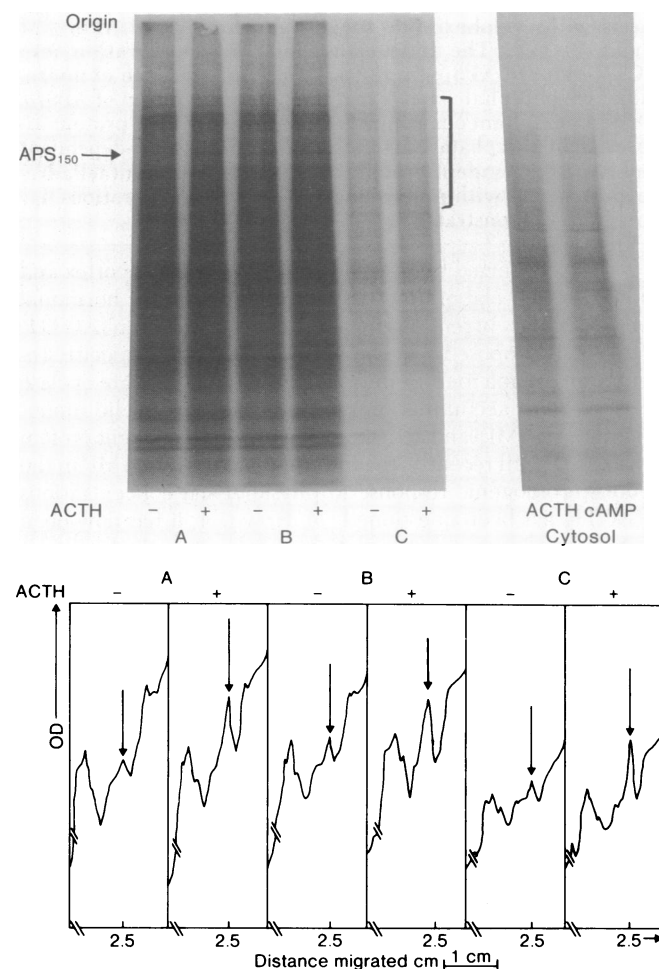 Origin
APS150
ACTH - + - + - + ACTH cAMP
A B C Cytosol
A B C
ACTH - + - + - +
OD
2.5 2.5 2.5 2.5 2.5 2.5
Distance migrated cm 1 cm